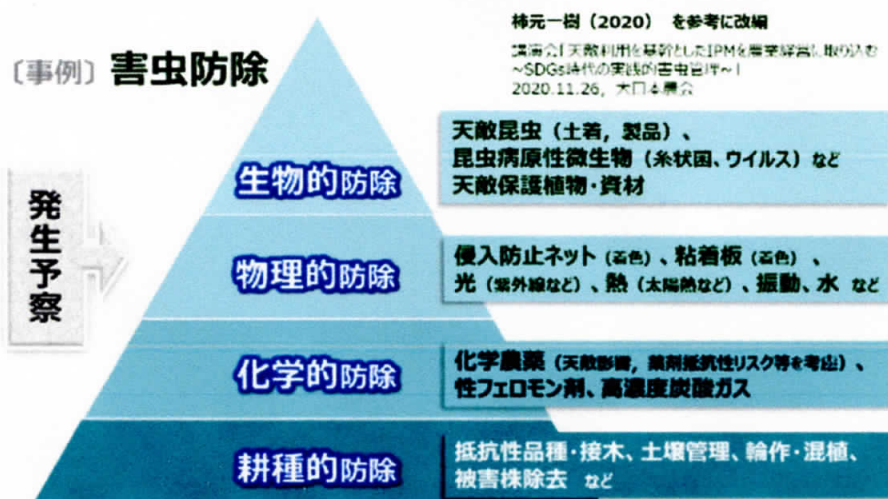 〔事例〕害虫防除
柿元一樹（2020） を参考に改編
講演会「天敵利用を基幹としたIPMを農業経営に取り込む
～SDGs時代の実践的害虫管理～」
2020.11.26, 大日本農会
発生予察
生物的防除
天敵昆虫（土着, 製品）、
昆虫病原性微生物（糸状菌、ウイルス）など
天敵保護植物・資材
物理的防除
侵入防止ネット（着色）、粘着板（着色）、
光（紫外線など）、熱（太陽熱など）、振動、水 など
化学的防除
化学農薬（天敵影響, 薬剤抵抗性リスク等を考慮）、
性フェロモン剤、高濃度炭酸ガス
耕種的防除
抵抗性品種・接木、土壌管理、輪作・混植、
被害株除去 など